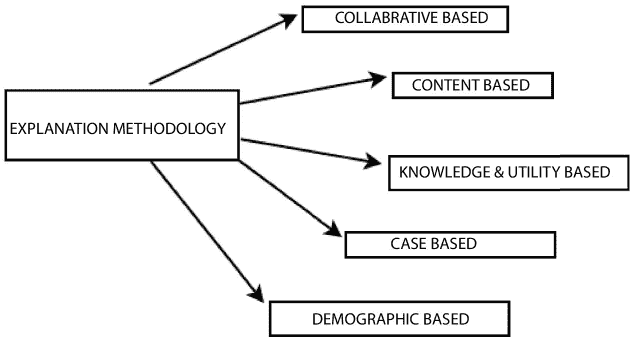 COLLABRATIVE BASED
CONTENT BASED
EXPLANATION METHODOLOGY
KNOWLEDGE & UTILITY BASED
CASE BASED
DEMOGRAPHIC BASED